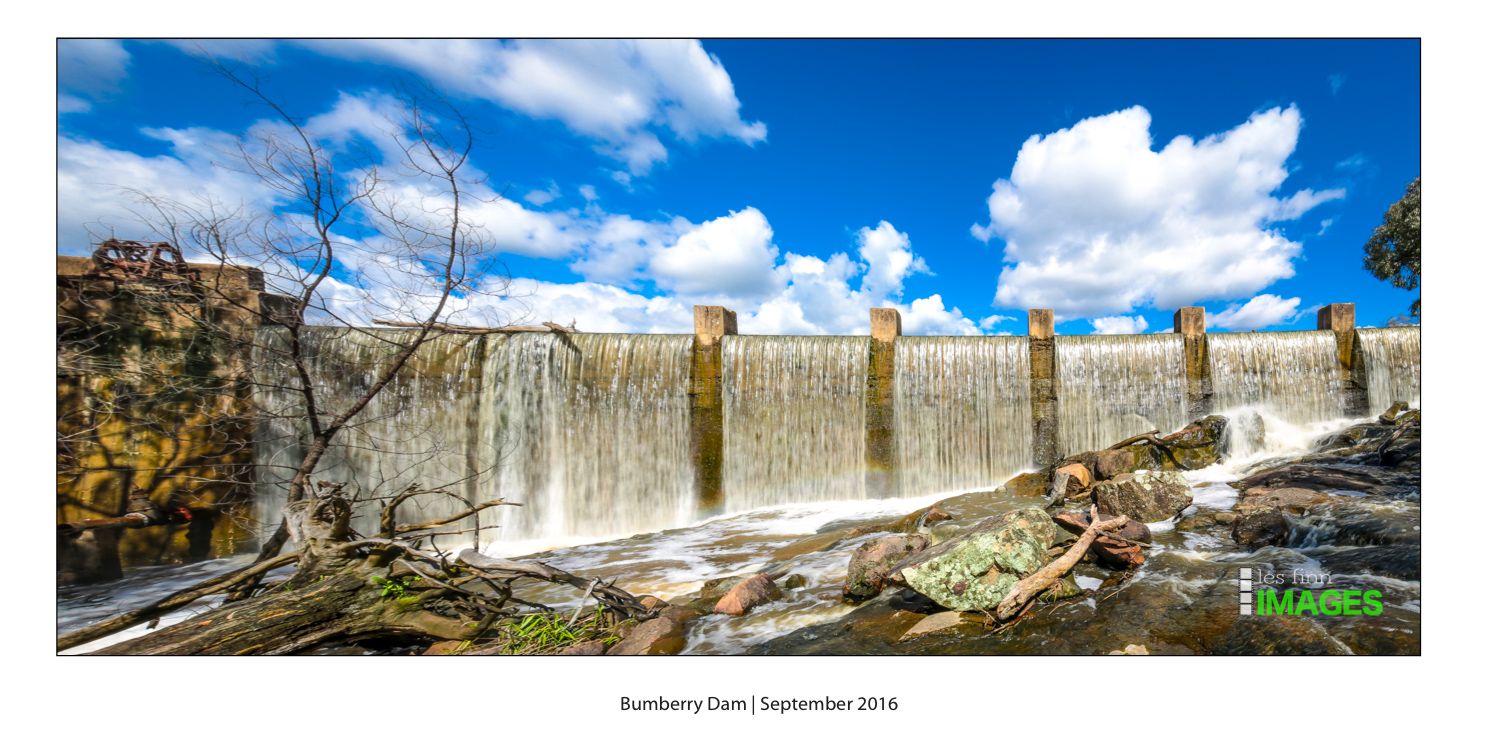 les finn
IMAGES
Bumberry Dam | September 2016